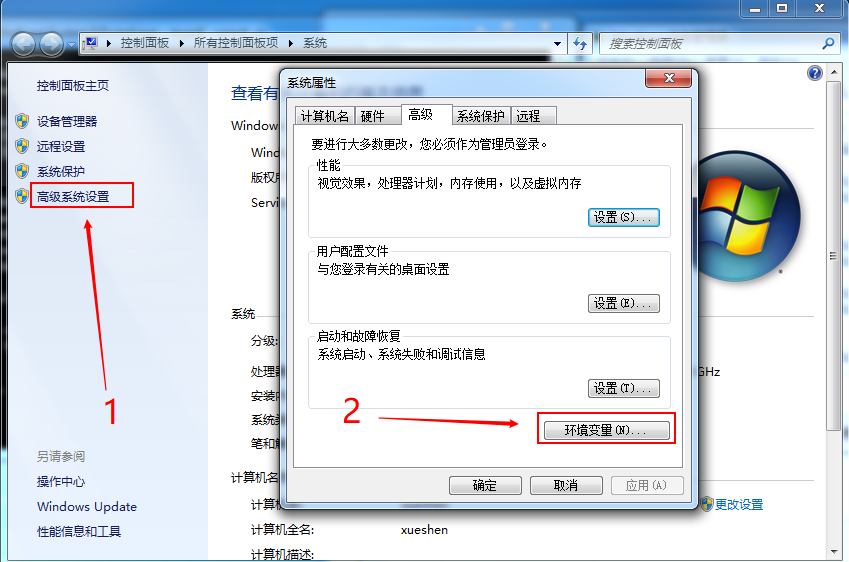 控制面板 ▸ 所有控制面板项 ▸ 系统
搜索控制面板
控制面板主页
设备管理器
远程设置
系统保护
高级系统设置
1
另请参阅
操作中心
Windows Update
性能信息和工具
查看有
Window
Wind
版权
Servi
系统
分级:
处理器
安装
系统
笔和
GHz
计算机名
计算机
计算机全名:
xueshen
计算机描述:
更改设置
系统属性
计算机名
硬件
高级
系统保护
远程
要进行大多数更改，您必须作为管理员登录。
性能
视觉效果，处理器计划，内存使用，以及虚拟内存
设置(S)...
用户配置文件
与您登录有关的桌面设置
设置(E)...
启动和故障恢复
系统启动、系统失败和调试信息
设置(T)...
2
环境变量(N)...
确定
取消
应用(A)